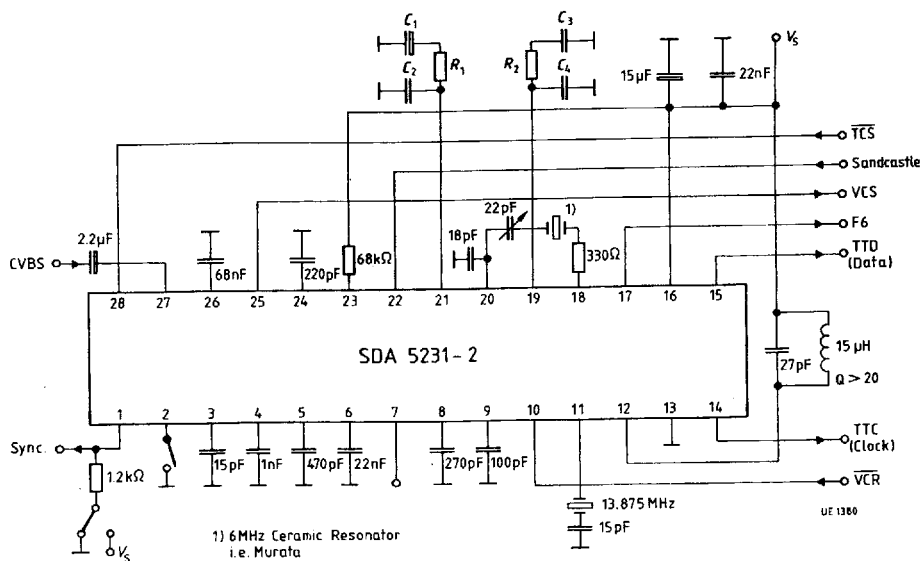 C1
C3
C2
R1
R2
C4
15µF
22nF
VS
TCS
Sandcastle
VCS
F6
TTD
(Data)
22pF
1)
18pF
2.2µF
CVBS
68nF
220pF
68kΩ
330Ω
28 27 26 25 24 23 22 21 20 19 18 17 16 15
SDA 5231-2
15µH
27pF
Q > 20
1 2 3 4 5 6 7 8 9 10 11 12 13 14
Sync.
15pF
1nF
470pF
22nF
270pF
100pF
TTC
(Clock)
1.2kΩ
VCR
13.875MHz
15pF
UE 1380
1) 6MHz Ceramic Resonator
i.e. Murata
VS